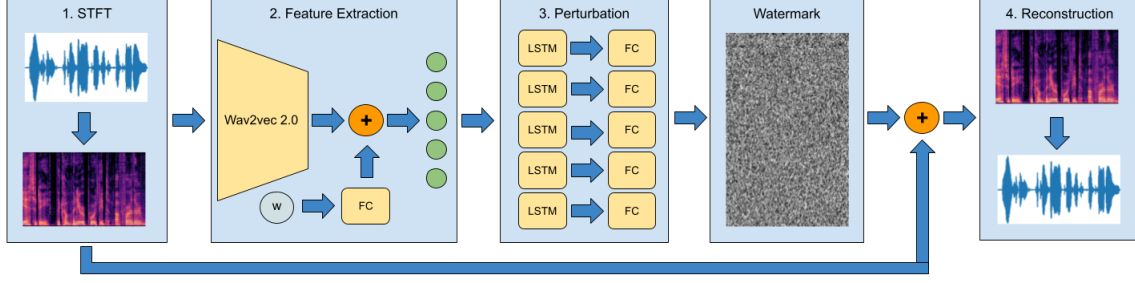 1. STFT
2. Feature Extraction
3. Perturbation
Watermark
4. Reconstruction
Wav2vec 2.0
+
w
FC
LSTM
FC
LSTM
FC
LSTM
FC
LSTM
FC
LSTM
FC
+